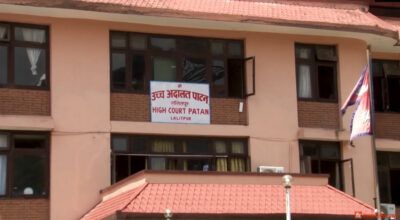 श्री
उच्च अदालत पाटन
ललितपुर
HIGH COURT PATAN
LALITPUR